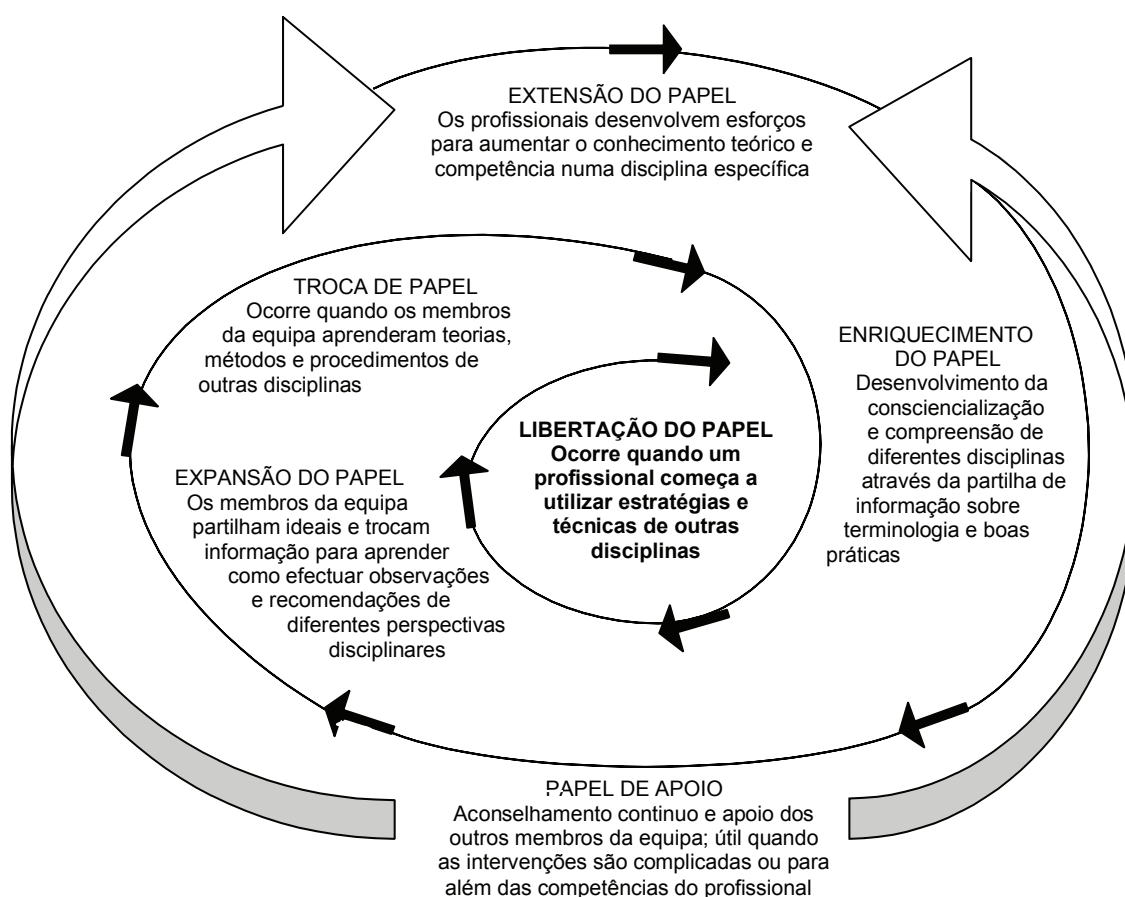 EXTENSÃO DO PAPEL
Os profissionais desenvolvem esforços
para aumentar o conhecimento teórico e
competência numa disciplina específica
TROCA DE PAPEL
Ocorre quando os membros
da equipa aprenderam teorias,
métodos e procedimentos de
outras disciplinas
ENRIQUECIMENTO
DO PAPEL
Desenvolvimento da
consciencialização
e compreensão de
diferentes disciplinas
através da partilha de
informação sobre
terminologia e boas
práticas
LIBERTAÇÃO DO PAPEL
Ocorre quando um
profissional começa a
utilizar estratégias e
técnicas de outras
disciplinas
EXPANSÃO DO PAPEL
Os membros da equipa
partilham ideais e trocam
informação para aprender
como efectuar observações
e recomendações de
diferentes perspectivas
disciplinares
PAPEL DE APOIO
Aconselhamento continuo e apoio dos
outros membros da equipa; útil quando
as intervenções são complicadas ou para
além das competências do profissional